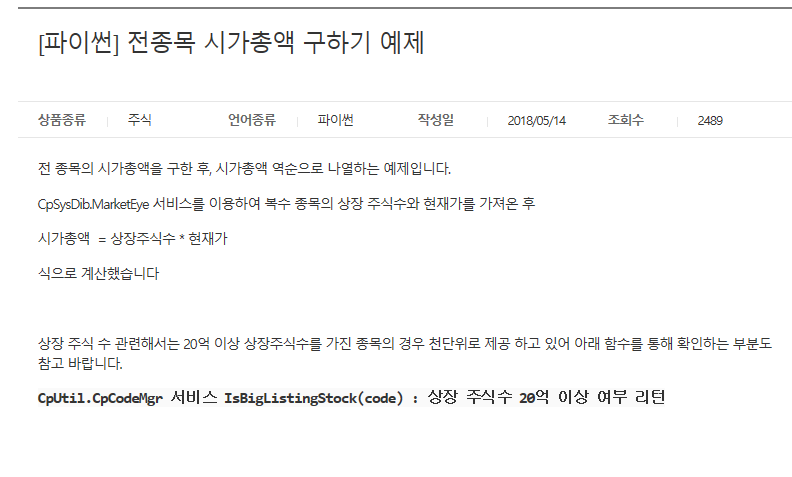 [파이썬] 전종목 시가총액 구하기 예제
상품종류 주식 언어종류 파이썬 작성일 2018/05/14 조회수 2489
전 종목의 시가총액을 구한 후, 시가총액 역순으로 나열하는 예제입니다.
CpSysDib.MarketEye 서비스를 이용하여 복수 종목의 상장 주식수와 현재가를 가져온 후
시가총액 = 상장주식수 * 현재가
식으로 계산했습니다
상장 주식 수 관련해서는 20억 이상 상장주식수를 가진 종목의 경우 천단위로 제공 하고 있어 아래 함수를 통해 확인하는 부분도
참고 바랍니다.
CpUtil.CpCodeMgr 서비스 IsBigListingStock(code) : 상장 주식수 20억 이상 여부 리턴